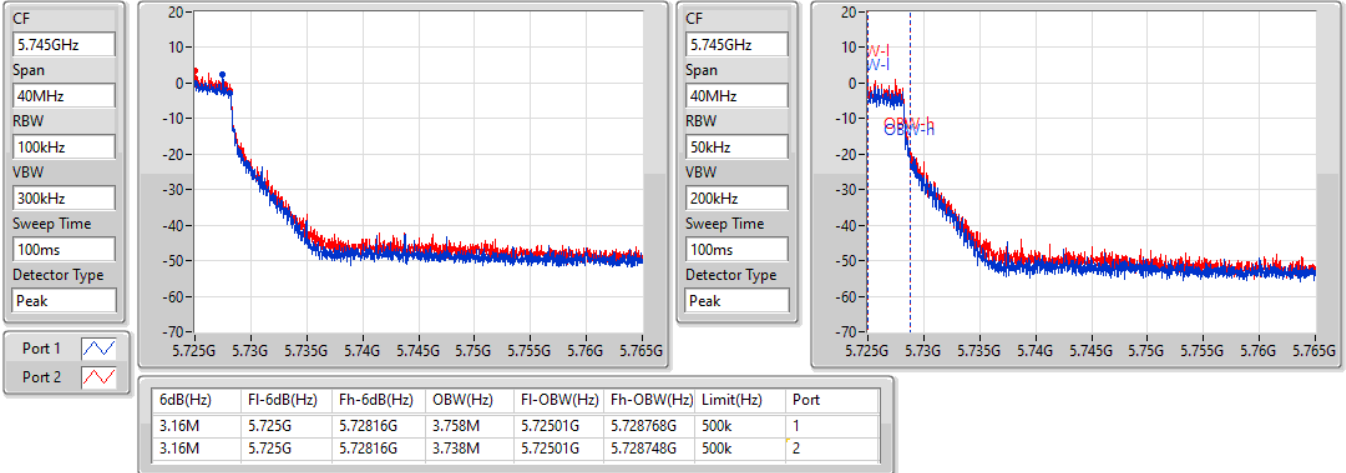 CF
5.745GHz
Span
40MHz
RBW
100kHz
VBW
300kHz
Sweep Time
100ms
Detector Type
Peak
20
10
0
-10
-20
-30
-40
-50
-60
-70
5.725G 5.73G 5.735G 5.74G 5.745G 5.75G 5.755G 5.76G 5.765G
CF
5.745GHz
Span
40MHz
RBW
50kHz
VBW
200kHz
Sweep Time
100ms
Detector Type
Peak
20
10
0
-10
-20
-30
-40
-50
-60
-70
W-l
W-l
OBW-h
OBW-h
5.725G 5.73G 5.735G 5.74G 5.745G 5.75G 5.755G 5.76G 5.765G
Port 1
Port 2
6dB(Hz) Fl-6dB(Hz) Fh-6dB(Hz) OBW(Hz) Fl-OBW(Hz) Fh-OBW(Hz) Limit(Hz) Port
3.16M 5.725G 5.72816G 3.758M 5.72501G 5.728768G 500k 1
3.16M 5.725G 5.72816G 3.738M 5.72501G 5.728748G 500k 2